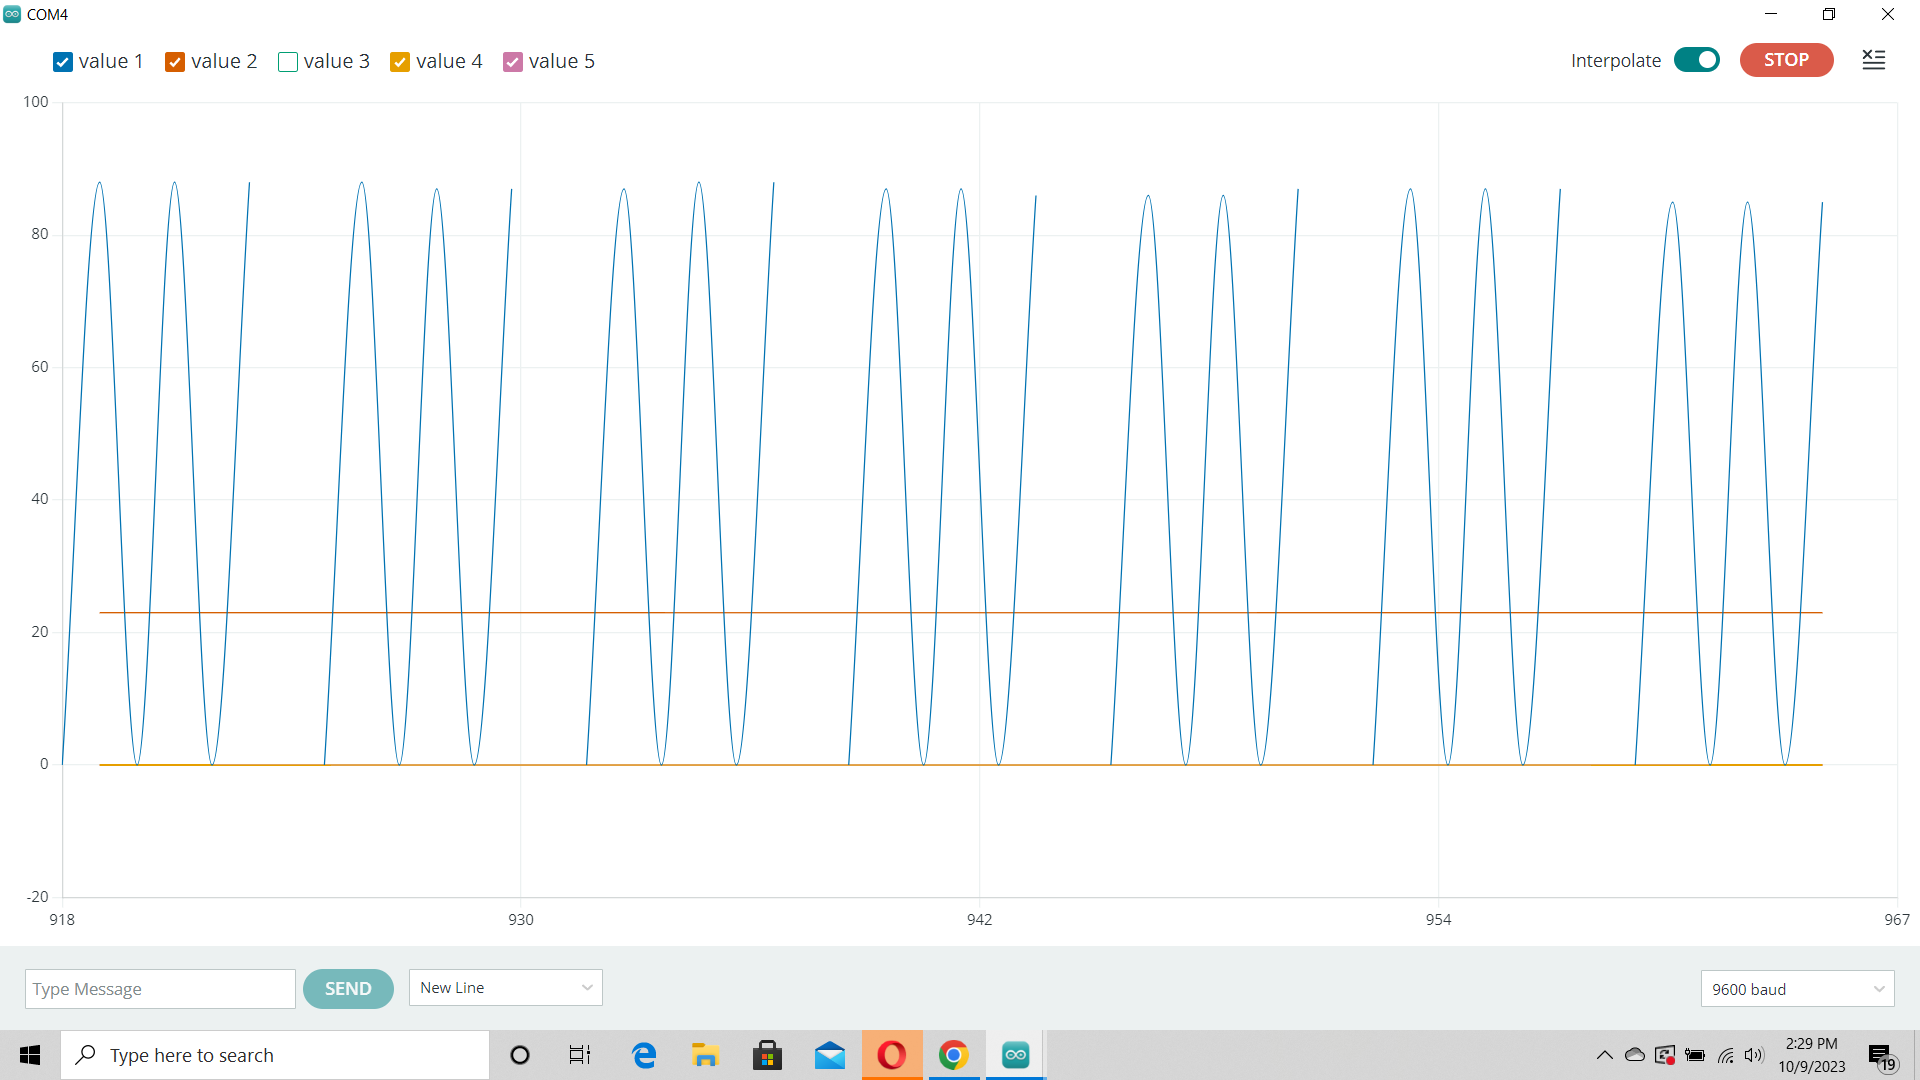 COM4
value 1 value 2 value 3 value 4 value 5 Interpolate STOP
100
80
60
40
20
0
-20
918 930 942 954 967
Type Message SEND New Line 9600 baud
Type here to search
2:29 PM
10/9/2023
19